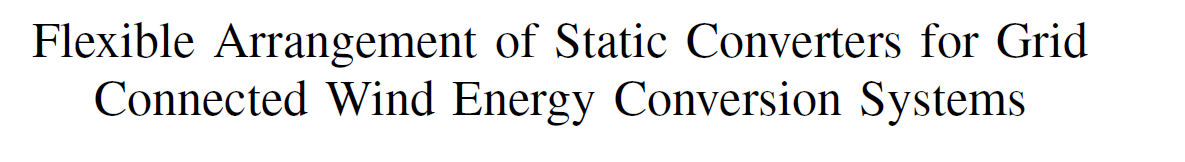 Flexible Arrangement of Static Converters for Grid
Connected Wind Energy Conversion Systems